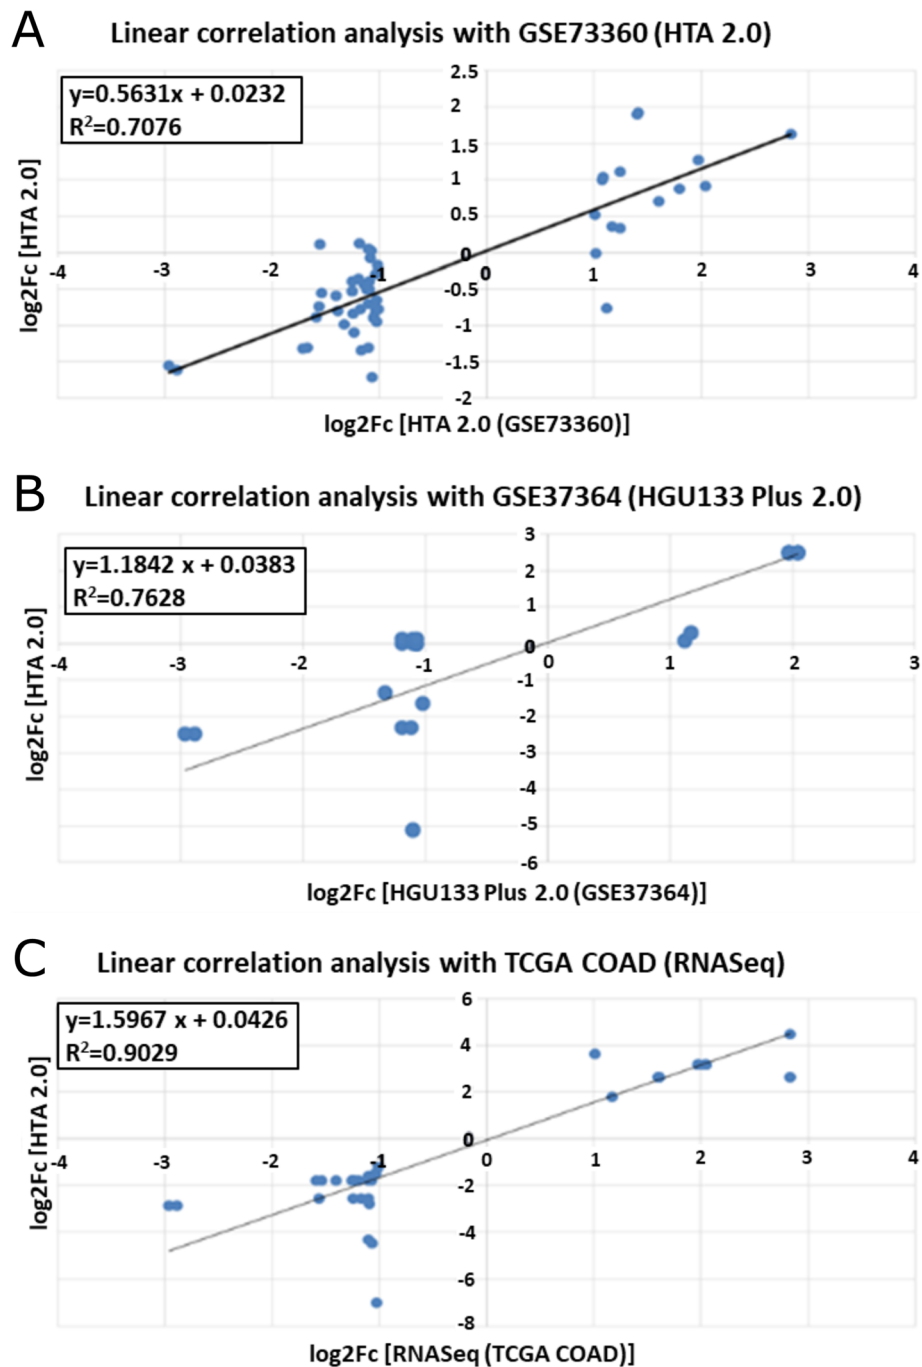 A
Linear correlation analysis with GSE73360 (HTA 2.0)
y=0.5631x + 0.0232
R²=0.7076
log2Fc [HTA 2.0]
2.5
2
1.5
1
0.5
0
-0.5
-1
-1.5
-2
-4 -3 -2 -1 0 1 2 3 4
log2Fc [HTA 2.0 (GSE73360)]
B
Linear correlation analysis with GSE37364 (HGU133 Plus 2.0)
y=1.1842 x + 0.0383
R²=0.7628
log2Fc [HTA 2.0]
3
2
1
0
-1
-2
-3
-4
-5
-6
-4 -3 -2 -1 0 1 2 3
log2Fc [HGU133 Plus 2.0 (GSE37364)]
C
Linear correlation analysis with TCGA COAD (RNASeq)
y=1.5967 x + 0.0426
R²=0.9029
log2Fc [HTA 2.0]
6
4
2
0
-2
-4
-6
-8
-4 -3 -2 -1 0 1 2 3 4
log2Fc [RNASeq (TCGA COAD)]